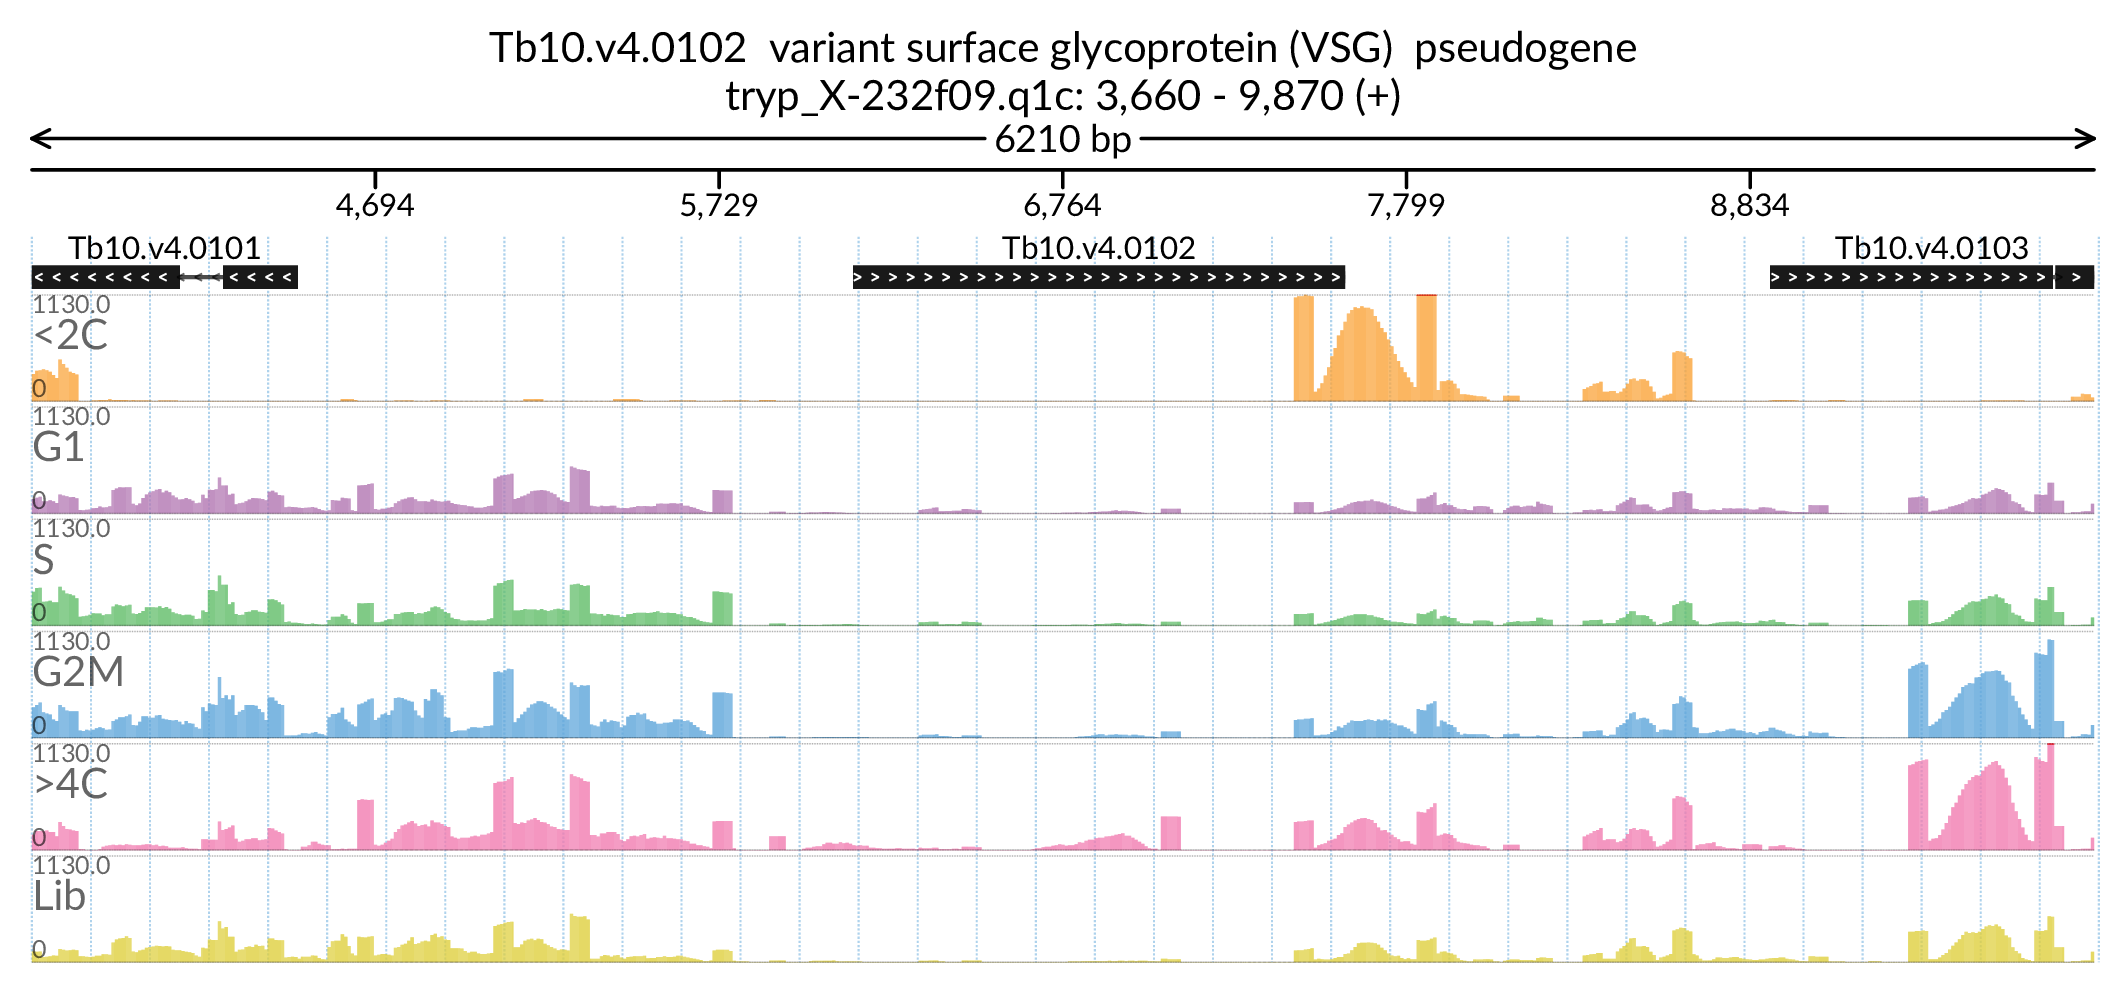 Tb10.v4.0102 variant surface glycoprotein (VSG) pseudogene
tryp_X-232f09.q1c: 3,660 - 9,870 (+)
6210 bp
4,694 5,729 6,764 7,799 8,834
Tb10.v4.0101 Tb10.v4.0102 Tb10.v4.0103
1130.0
<2C
0
1130.0
G1
0
1130.0
S
0
1130.0
G2M
0
1130.0
>4C
0
1130.0
Lib
0